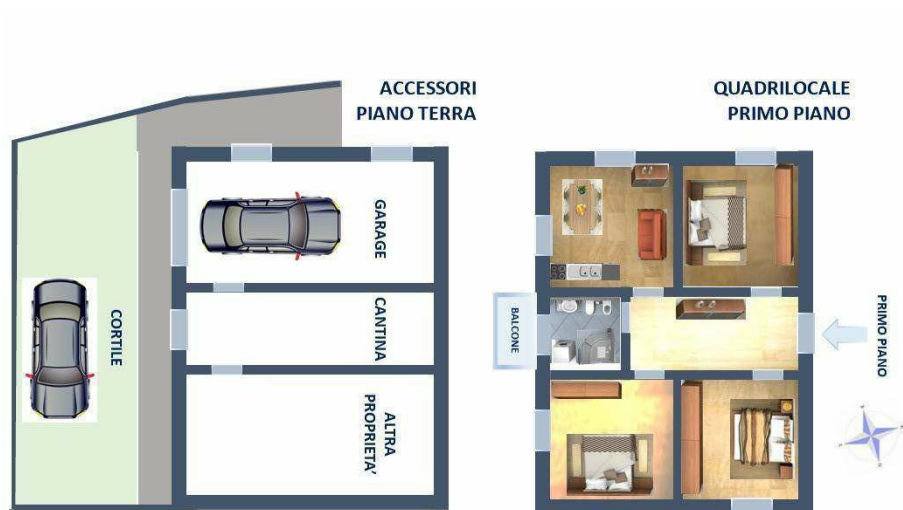 ACCESSORI
PIANO TERRA
QUADRILOCALE
PRIMO PIANO
GARAGE
CANTINA
CORTILE
ALTRA
PROPRIETA'
BALCONE
PRIMO PIANO